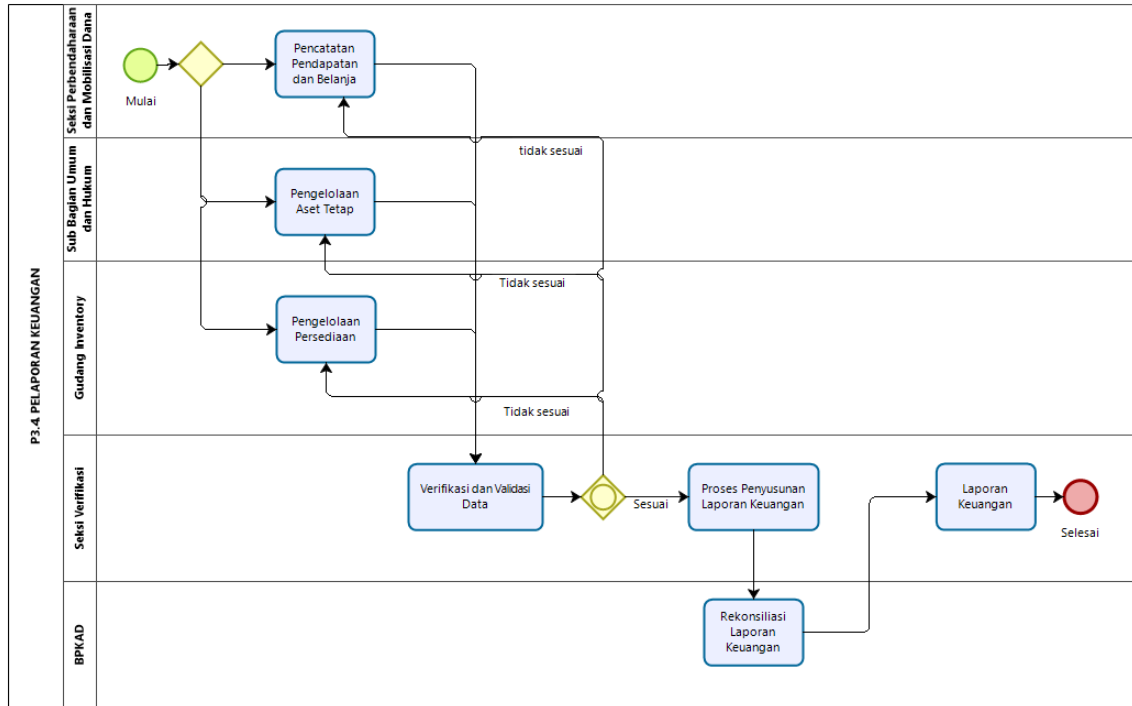 P3.4. PELAPORAN KEUANGAN
Seksi Perbendaharaan
dan Mobilisasi Dana
Mulai
Pencatatan
Pendapatan
dan Belanja
tidak sesuai
Sub Bagian Umum
dan Hukum
Pengelolaan
Aset Tetap
Tidak sesuai
Gudang Inventory
Pengelolaan
Persediaan
Tidak sesuai
Seksi Verifikasi
Verifikasi dan Validasi
Data
Sesuai
Proses Penyusunan
Laporan Keuangan
Laporan
Keuangan
Selesai
BPKAD
Rekonsiliasi
Laporan
Keuangan